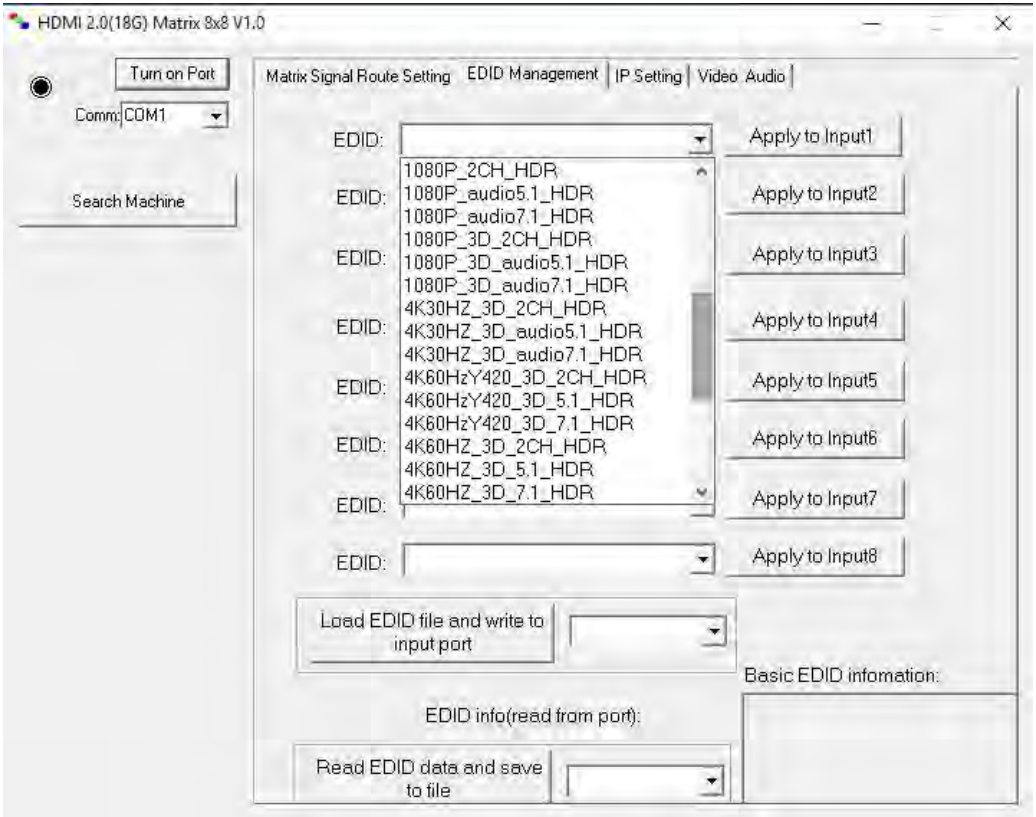 HDMI 2.0(18G) Matrix 8x8 V1.0
Turn on Port
Comm: COM1
Search Machine
Matrix Signal Route Setting EDID Management IP Setting Video Audio
EDID: Apply to Input1
1080P_2CH_HDR
1080P_audio5.1_HDR
EDID: Apply to Input2
1080P_audio7.1_HDR
1080P_3D_2CH_HDR
1080P_3D_audio5.1_HDR
EDID: Apply to Input3
1080P_3D_audio7.1_HDR
4K30HZ_3D_2CH_HDR
4K30HZ_3D_audio5.1_HDR
EDID: Apply to Input4
4K30HZ_3D_audio7.1_HDR
4K60HzY420_3D_2CH_HDR
EDID: Apply to Input5
4K60HzY420_3D_5.1_HDR
4K60HzY420_3D_7.1_HDR
4K60HZ_3D_2CH_HDR
EDID: Apply to Input6
4K60HZ_3D_5.1_HDR
4K60HZ_3D_7.1_HDR
EDID: Apply to Input7
EDID: Apply to Input8
Load EDID file and write to
input port
Basic EDID infomation:
EDID info(read from port):
Read EDID data and save
to file